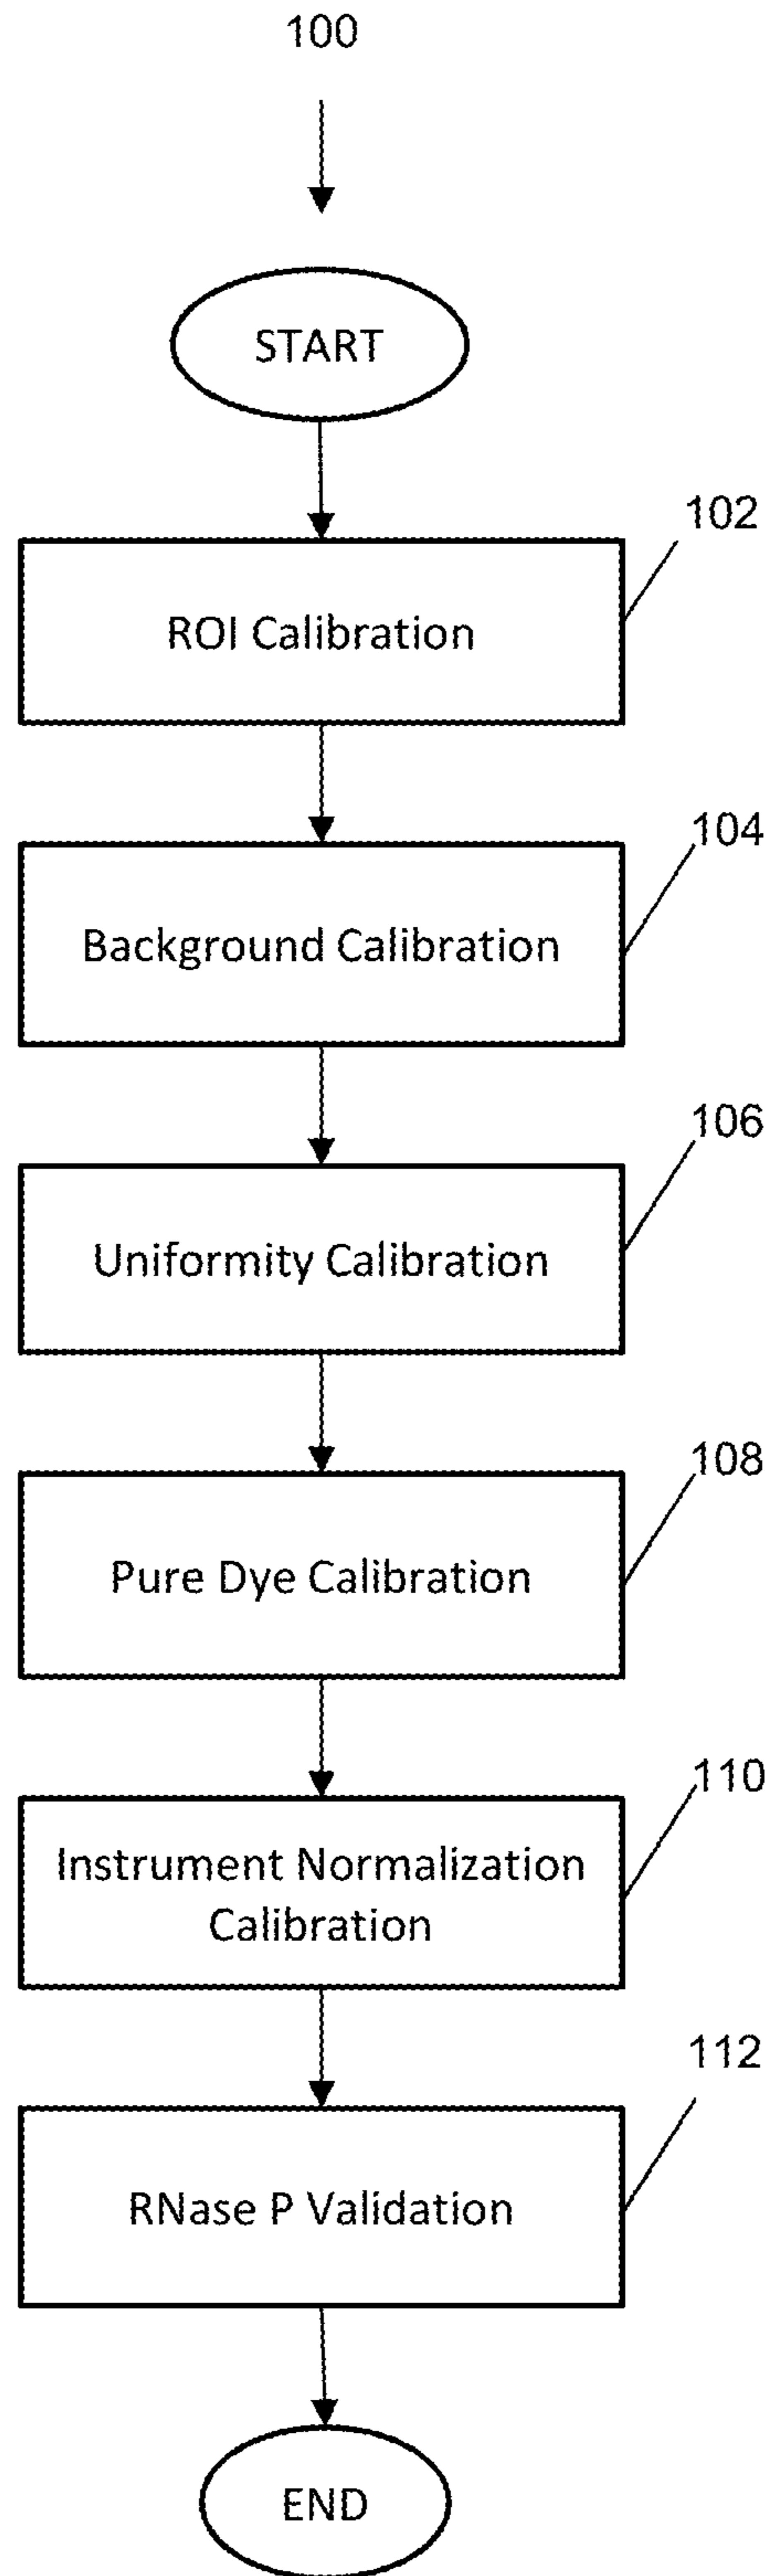 100
START
102
ROI Calibration
104
Background Calibration
106
Uniformity Calibration
108
Pure Dye Calibration
110
Instrument Normalization
Calibration
112
RNase P Validation
END